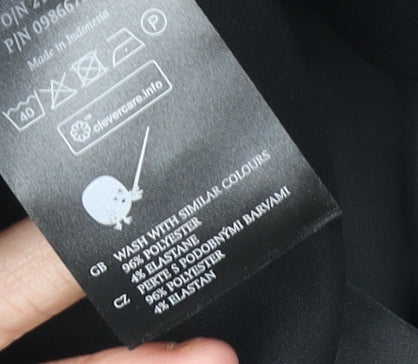 Made in Indonesia
P
40
clevercare.info
GB WASH WITH SIMILAR COLOURS
96% POLYESTER
4% ELASTANE
CZ PERTE S PODOBNÝMI BARVAMI
96% POLYESTER
4% ELASTAN